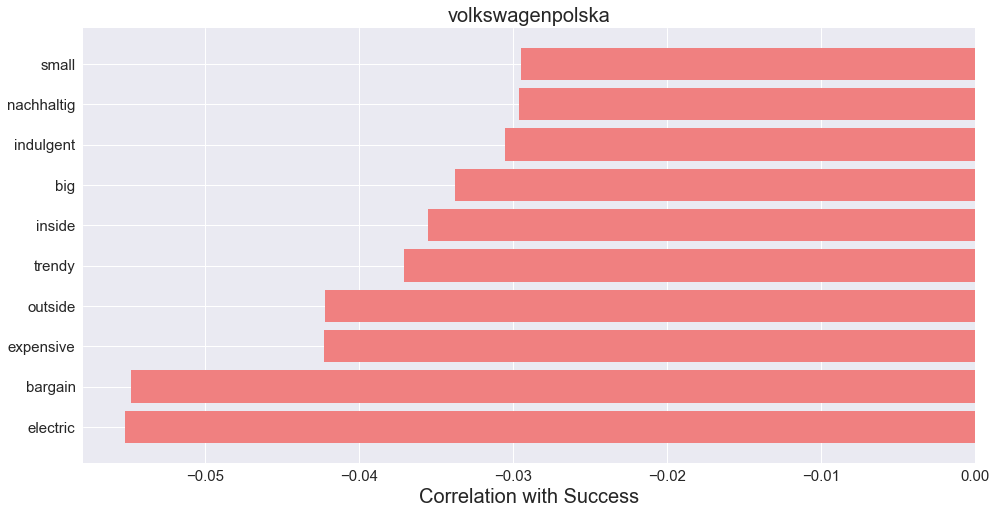 volkswagenpolska
small
nachhaltig
indulgent
big
inside
trendy
outside
expensive
bargain
electric
−0.05 −0.04 −0.03 −0.02 −0.01 0.00
Correlation with Success